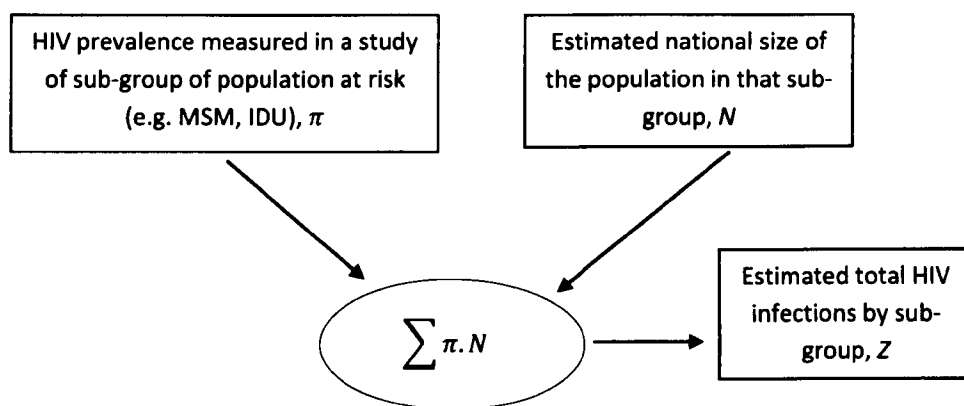 HIV prevalence measured in a study
of sub-group of population at risk
(e.g. MSM, IDU), π
Estimated national size of
the population in that sub-
group, N
∑ π. N
Estimated total HIV
infections by sub-
group, Z